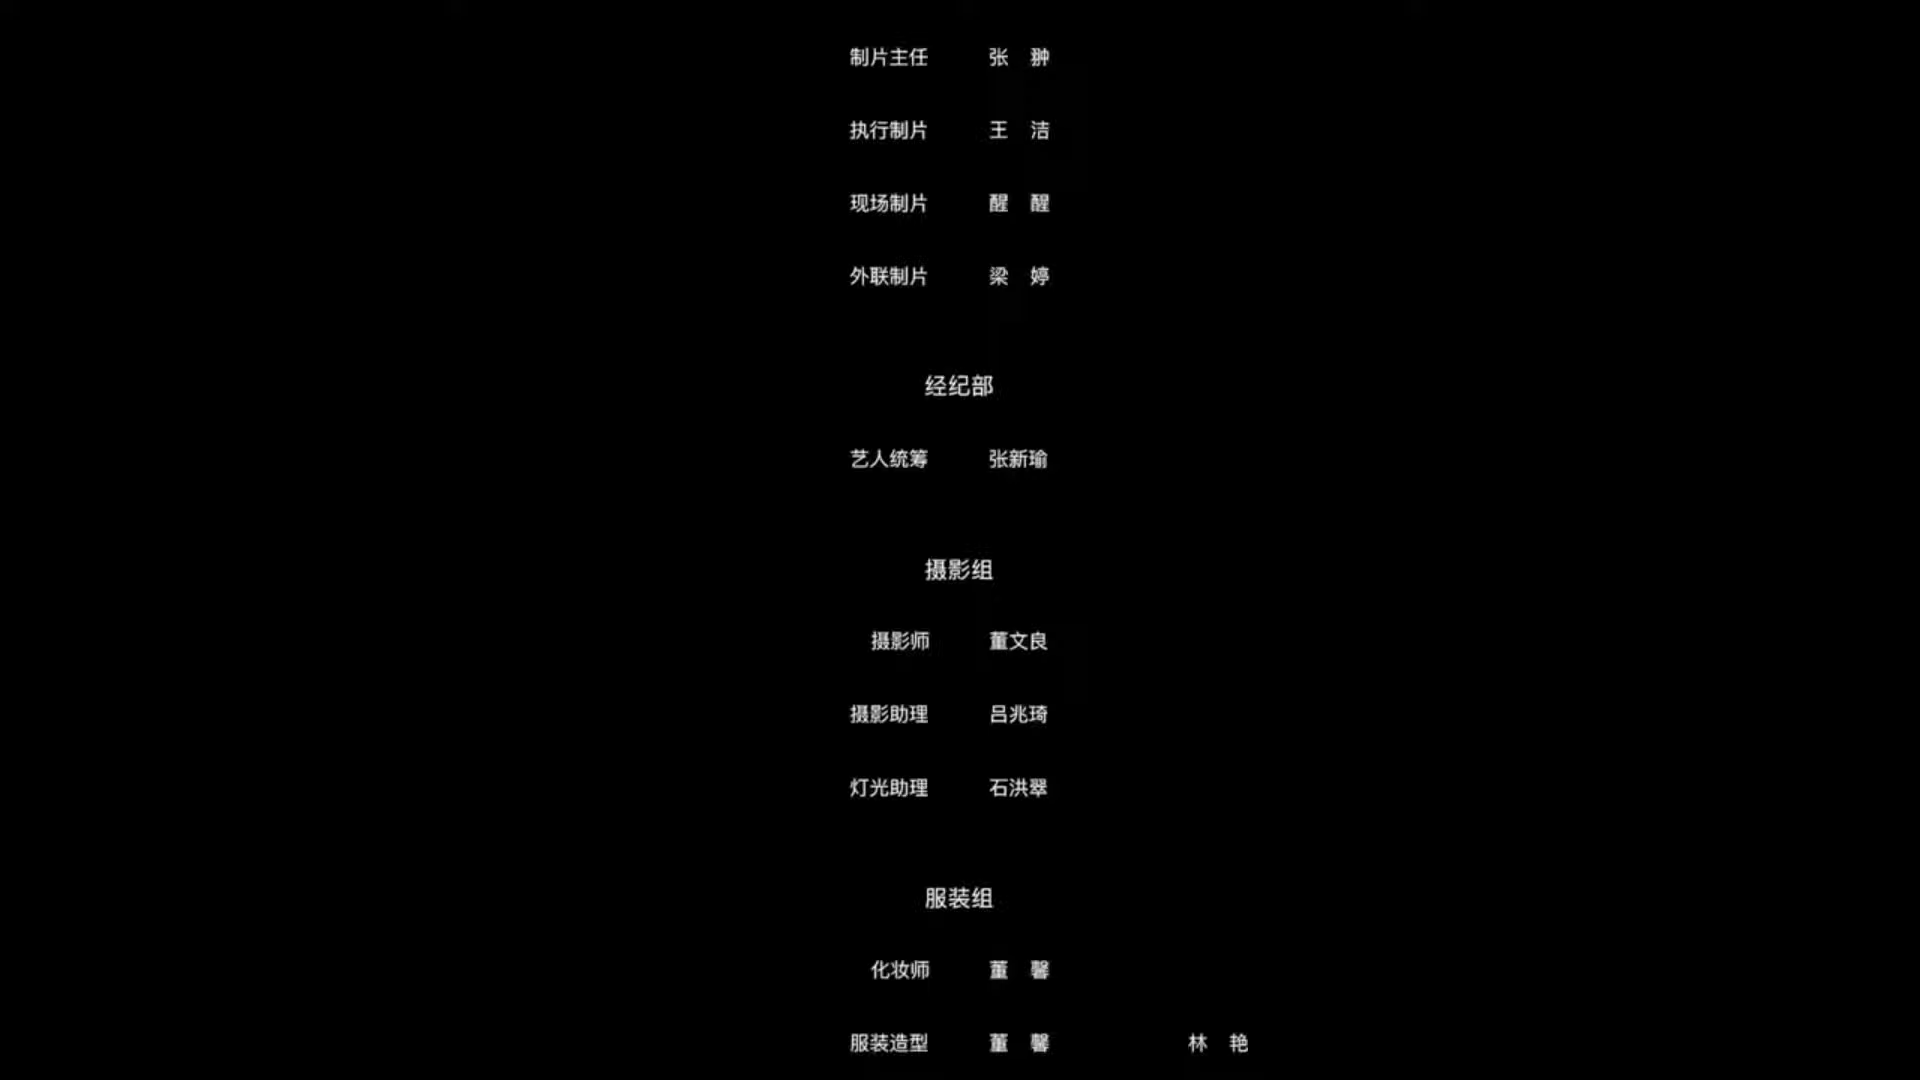 制片主任 张 翀
执行制片 王 洁
现场制片 醒 醒
外联制片 梁 婷
经纪部
艺人统筹 张新瑜
摄影组
摄影师 董文良
摄影助理 吕兆琦
灯光助理 石洪翠
服装组
化妆师 董 馨
服装造型 董 馨 林 艳